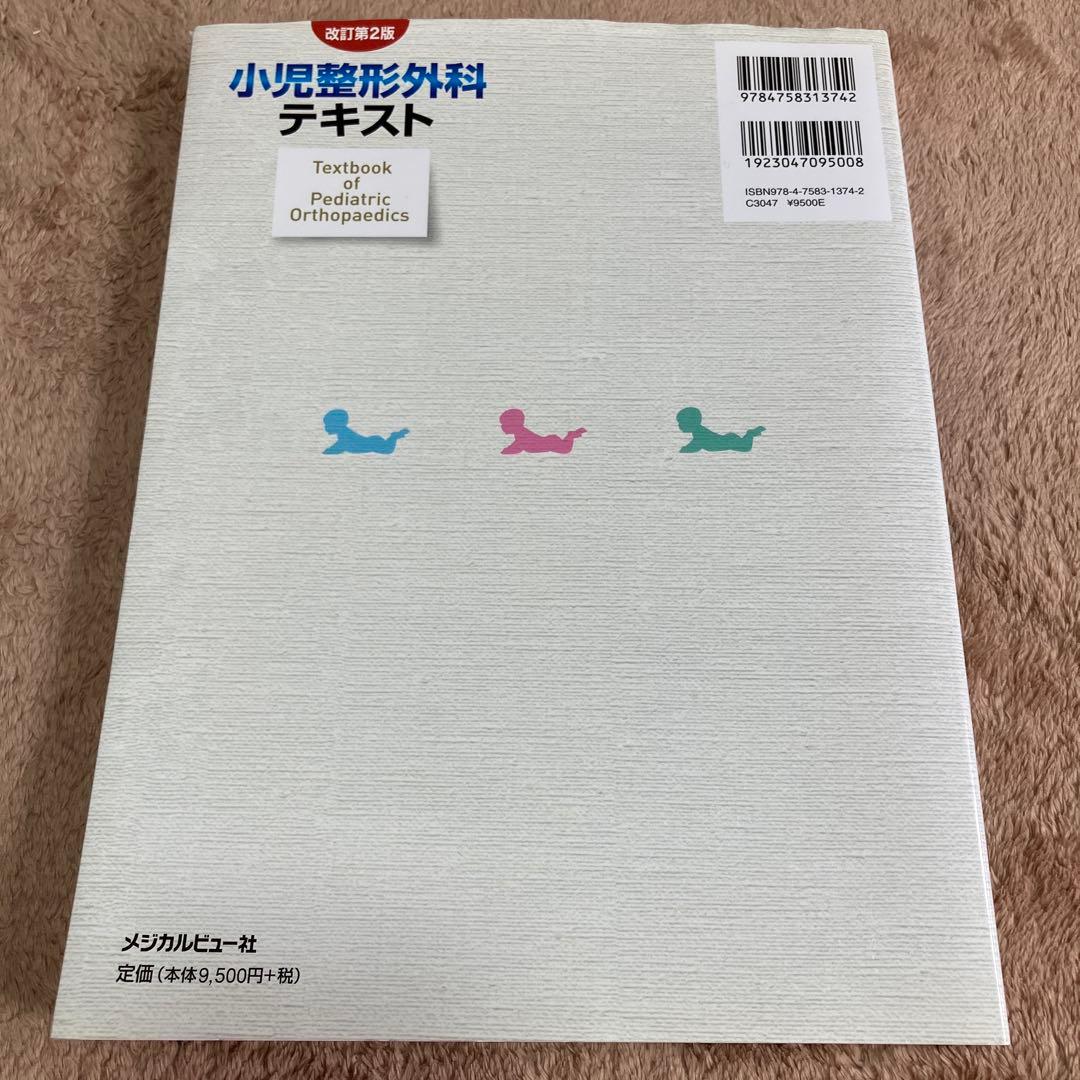 改訂第2版
小児整形外科
テキスト
Textbook
of
Pediatric
Orthopaedics
9784758313742
1923047095008
ISBN978-4-7583-1374-2
C3047 ¥9500E
メジカルビュー社
定価(本体9,500円+税)